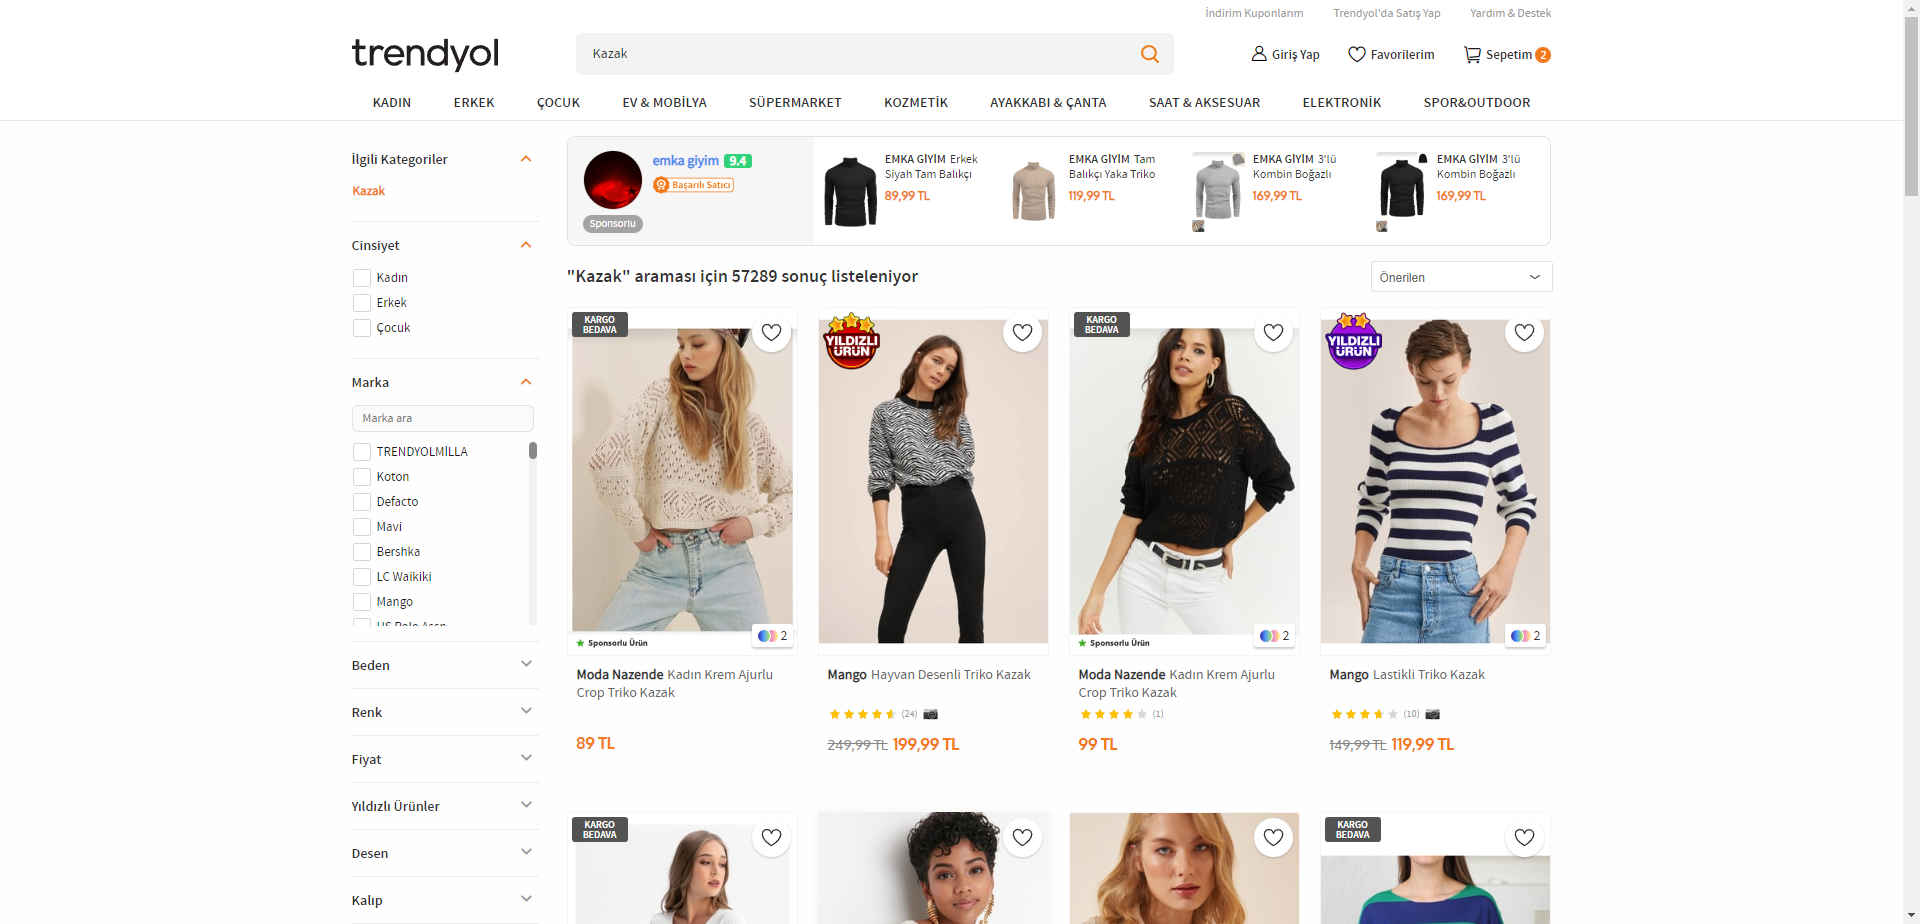 İndirim Kuponlarım Trendyol'da Satış Yap Yardım & Destek
trendyol
Kazak
Giriş Yap Favorilerim Sepetim 2
KADIN ERKEK ÇOCUK EV & MOBİLYA SÜPERMARKET KOZMETİK AYAKKABI & ÇANTA SAAT & AKSESUAR ELEKTRONİK SPOR&OUTDOOR
İlgili Kategoriler
Kazak
Cinsiyet
Kadın
Erkek
Çocuk
Marka
Marka ara
TRENDYOLMİLLA
Koton
Defacto
Mavi
Bershka
LC Waikiki
Mango
US Polo Assn
Beden
Renk
Fiyat
Yıldızlı Ürünler
Desen
Kalıp
emka giyim 9.4
Başarılı Satıcı
Sponsorlu
EMKA GİYİM Erkek
Siyah Tam Balıkçı
89,99 TL
EMKA GİYİM Tam
Balıkçı Yaka Triko
119,99 TL
EMKA GİYİM 3'lü
Kombin Boğazlı
169,99 TL
EMKA GİYİM 3'lü
Kombin Boğazlı
169,99 TL
"Kazak" araması için 57289 sonuç listeleniyor
Önerilen
KARGO
BEDAVA
Sponsorlu Ürün
2
Moda Nazende Kadın Krem Ajurlu
Crop Triko Kazak
89 TL
YILDIZLI
ÜRÜN
Mango Hayvan Desenli Triko Kazak
(24)
249,99 TL 199,99 TL
KARGO
BEDAVA
Sponsorlu Ürün
2
Moda Nazende Kadın Krem Ajurlu
Crop Triko Kazak
(1)
99 TL
YILDIZLI
ÜRÜN
2
Mango Lastikli Triko Kazak
(10)
149,99 TL 119,99 TL
KARGO
BEDAVA
KARGO
BEDAVA